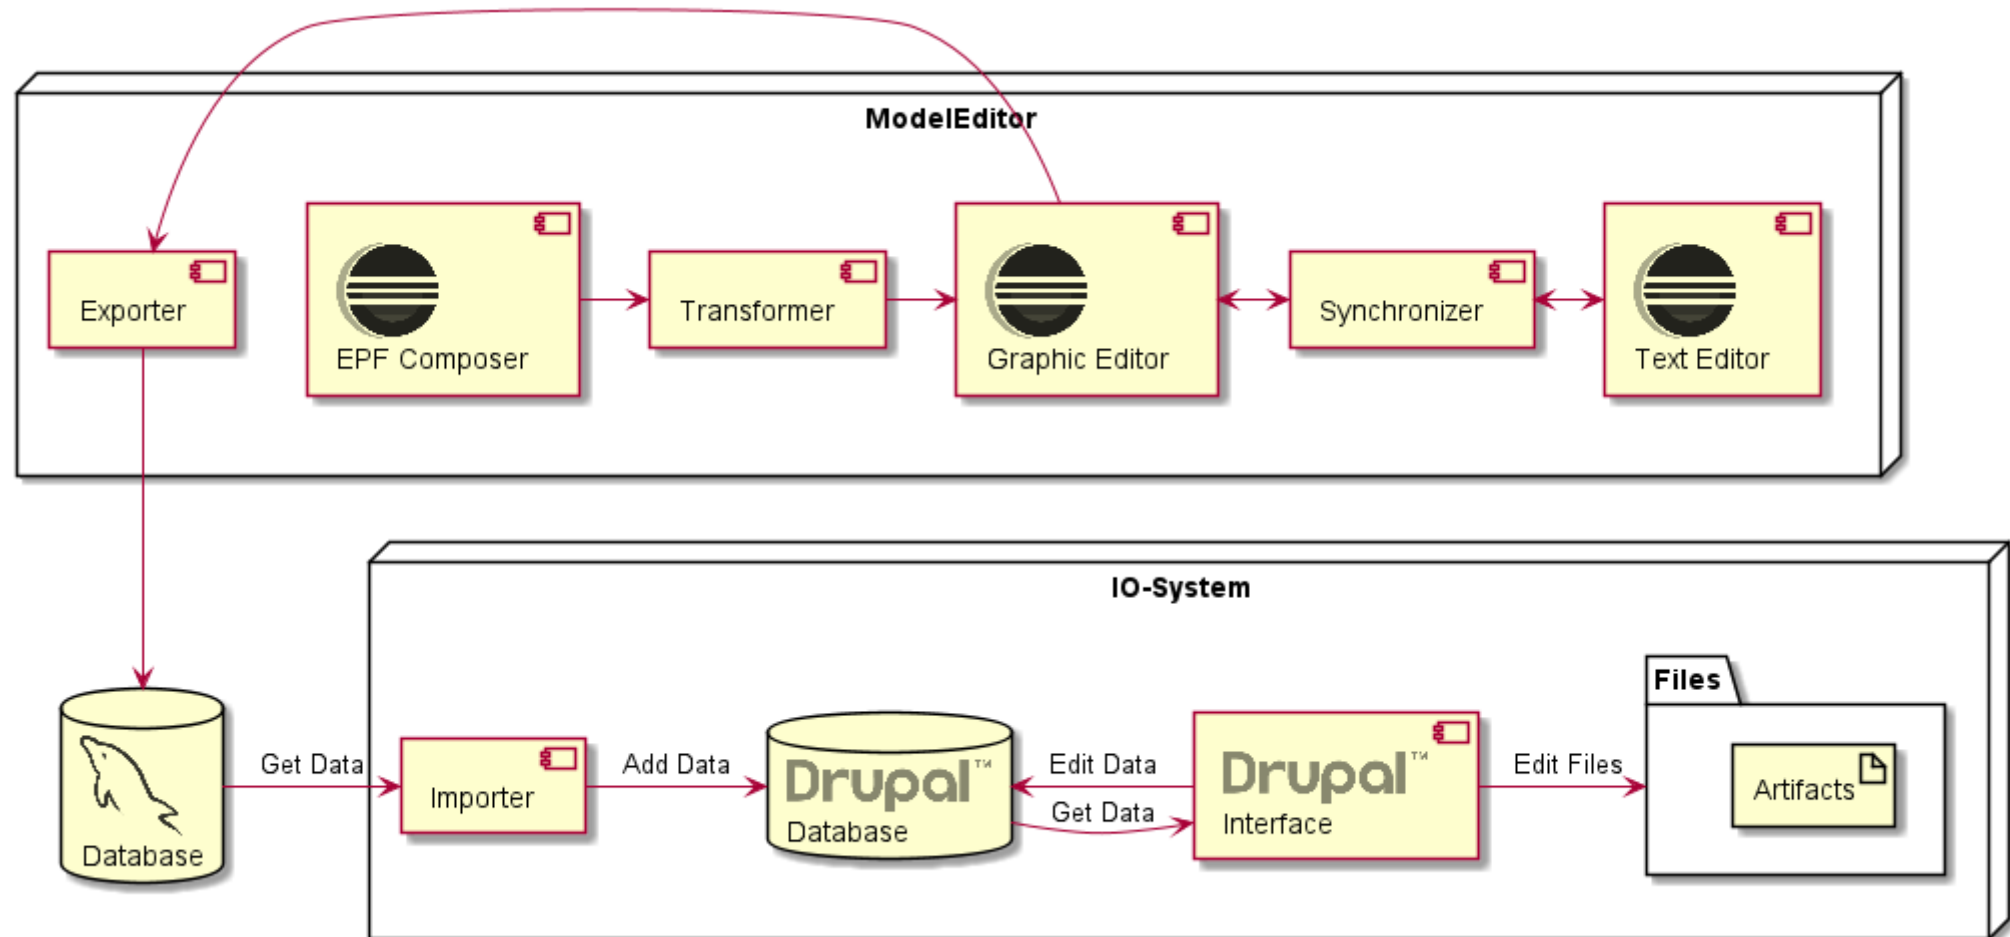 ModelEditor
Exporter
EPF Composer
Transformer
Graphic Editor
Synchronizer
Text Editor
IO-System
Files
Database
Get Data
Importer
Add Data
Drupal™
Database
Edit Data
Get Data
Drupal™
Interface
Edit Files
Artifacts